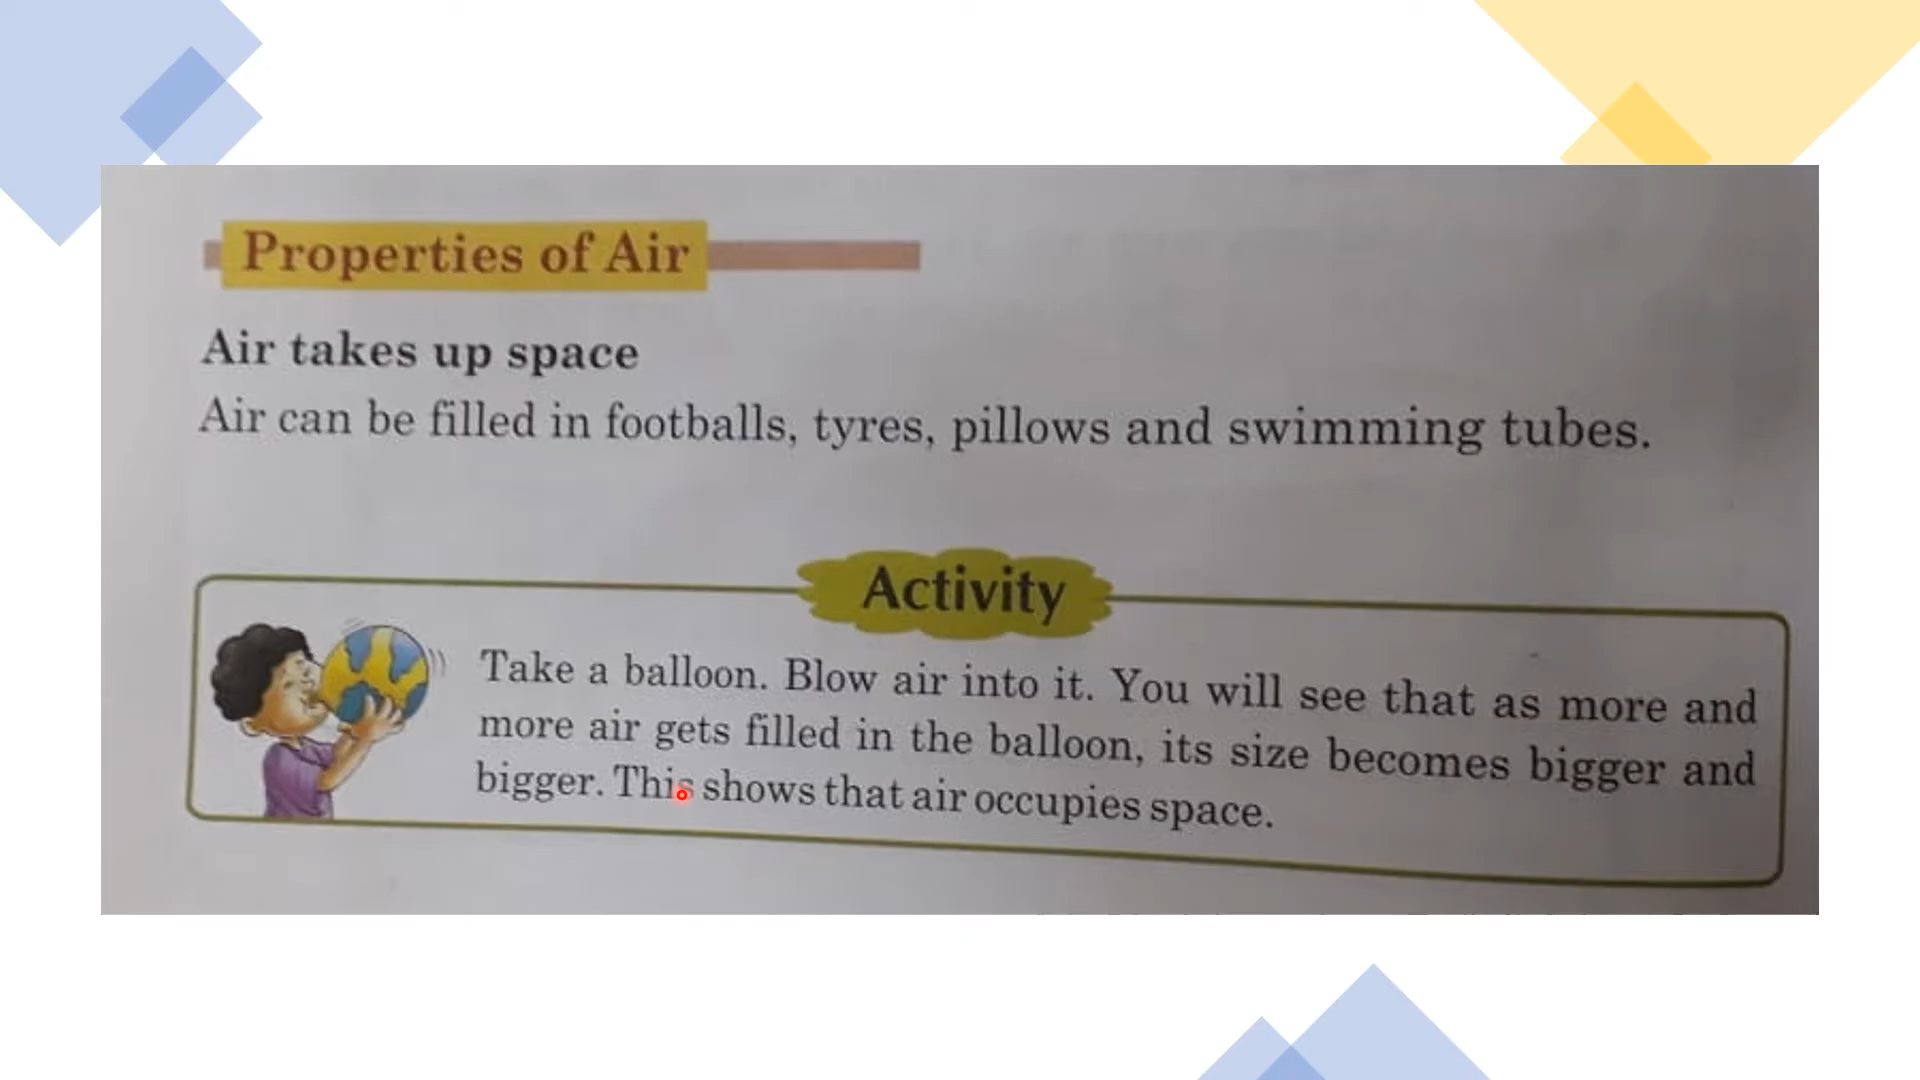 Properties of Air
Air takes up space
Air can be filled in footballs, tyres, pillows and swimming tubes.
Activity
Take a balloon. Blow air into it. You will see that as more and
more air gets filled in the balloon, its size becomes bigger and
bigger. This shows that air occupies space.